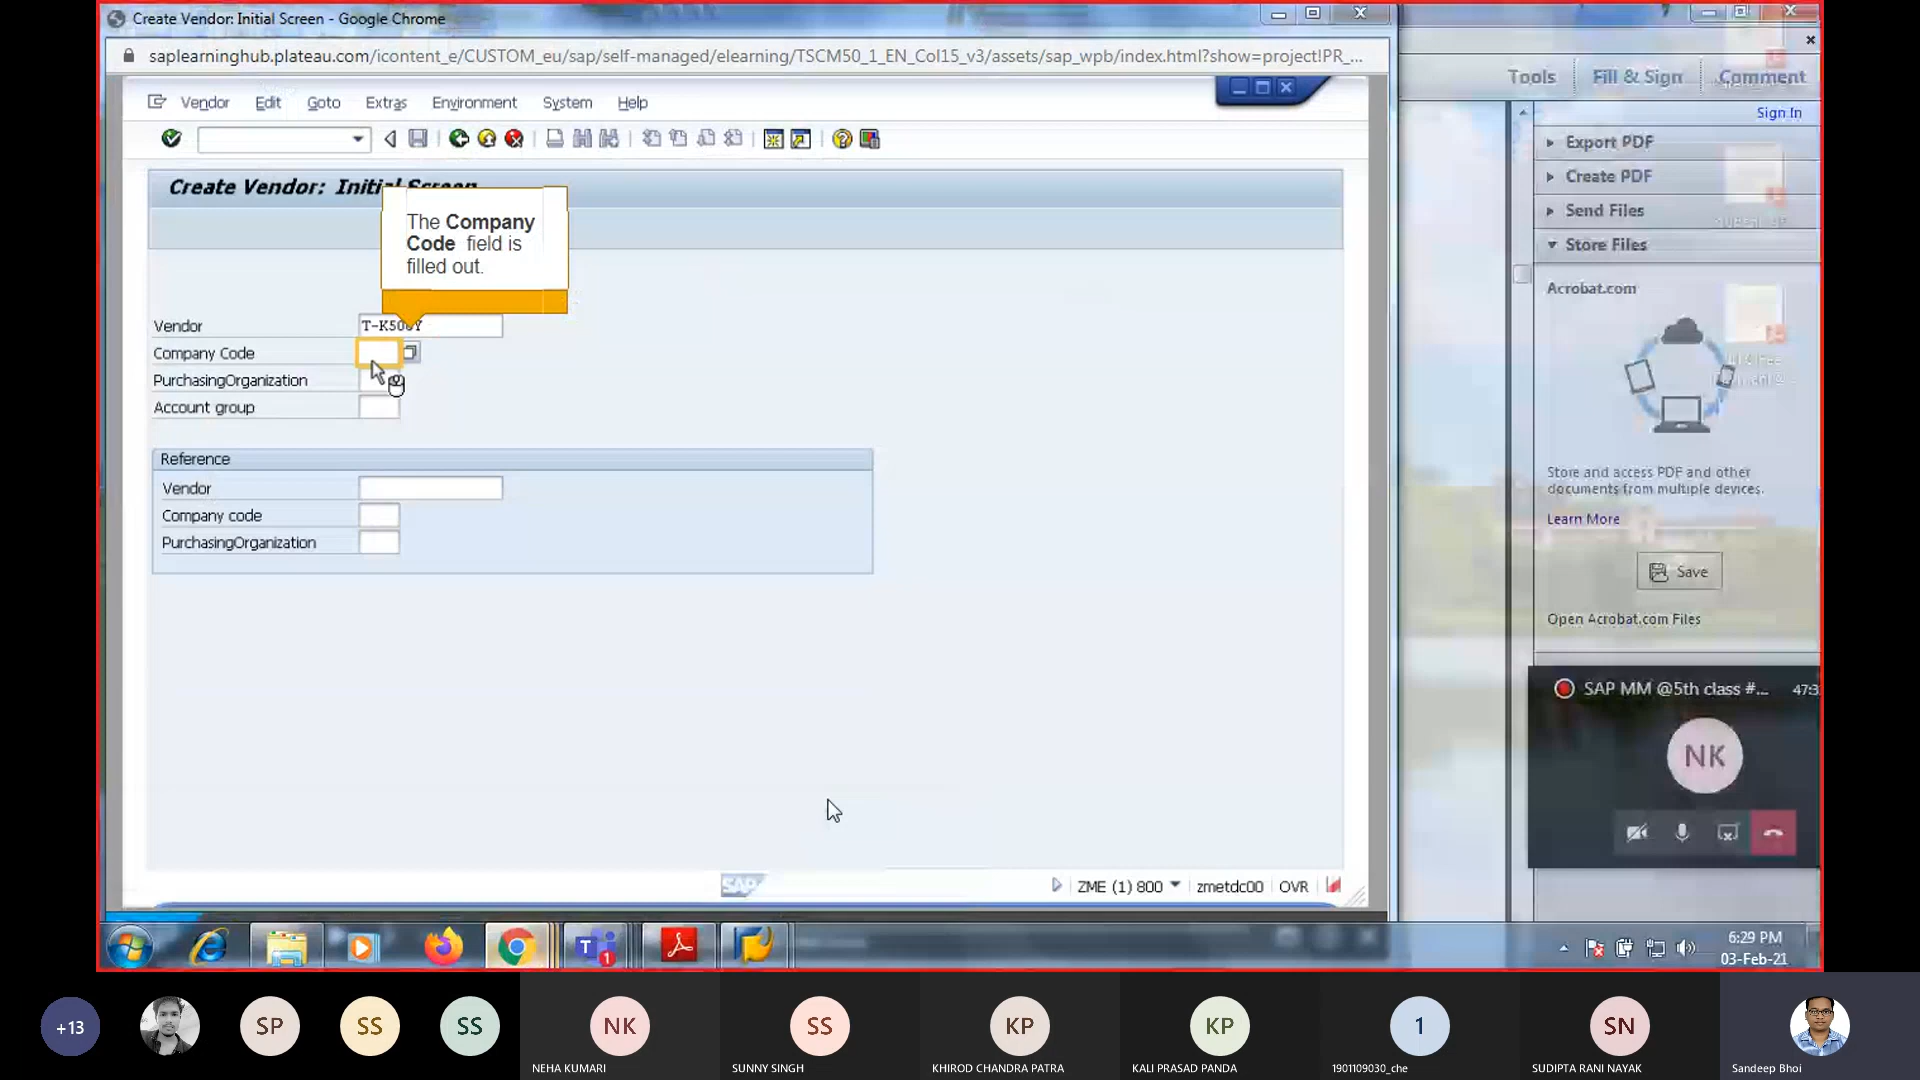 Create Vendor: Initial Screen - Google Chrome
saplearninghub.plateau.com/icontent_e/CUSTOM_eu/sap/self-managed/elearning/TSCM50_1_EN_Col15_v3/assets/sap_wpb/index.html?show=project!PR_...
Tools Fill & Sign Comment
Vendor Edit Goto Extras Environment System Help
Sign In
Export PDF
Create PDF
Send Files
Store Files
Create Vendor: Initial Screen
The Company
Code field is
filled out.
Acrobat.com
Vendor T-K500Y
Company Code
PurchasingOrganization
Account group
Reference
Vendor
Company code
PurchasingOrganization
Store and access PDF and other
documents from multiple devices.
Learn More
Save
Open Acrobat.com Files
SAP MM @5th class #... 47:3
NK
SAP ZME (1) 800 zmetdc00 OVR
T 1
6:29 PM
03-Feb-21
+13 SP SS SS NK SS KP KP 1 SN
NEHA KUMARI SUNNY SINGH KHIROD CHANDRA PATRA KALI PRASAD PANDA 1901109030_che SUDIPTA RANI NAYAK Sandeep Bhoi